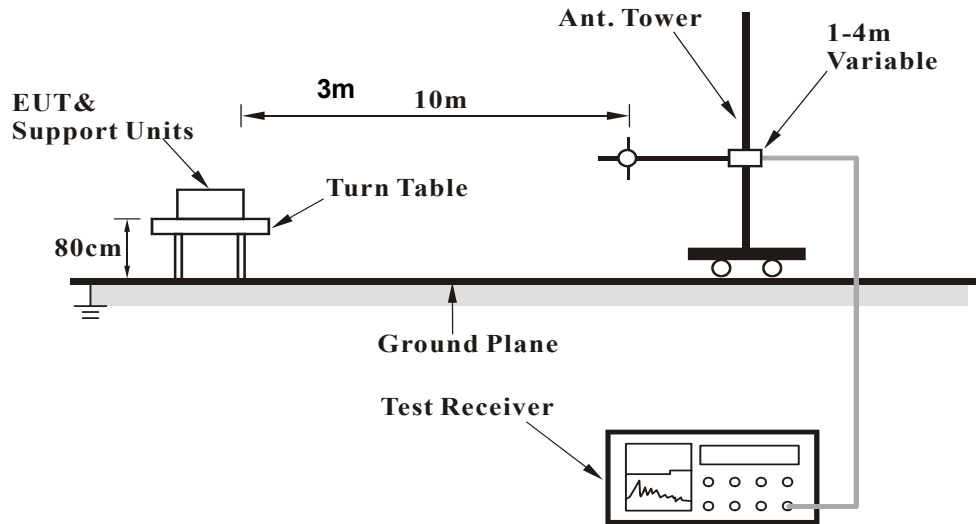 Ant. Tower
1-4m
Variable
3m
10m
EUT&
Support Units
Turn Table
80cm
Ground Plane
Test Receiver